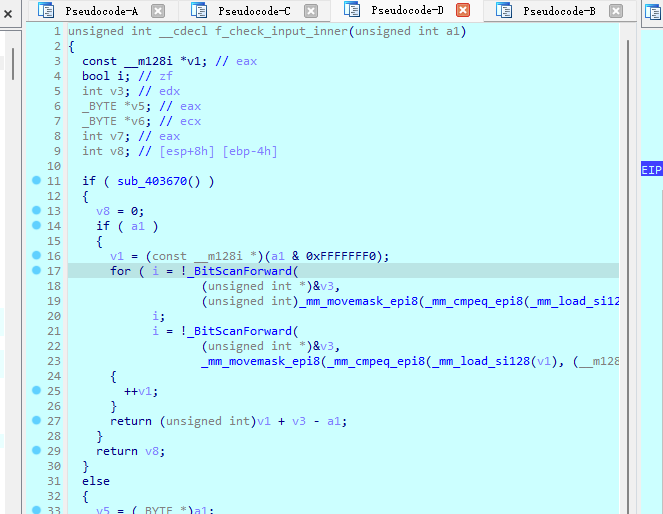 Pseudocode-A Pseudocode-C Pseudocode-D Pseudocode-B
1 unsigned int __cdecl f_check_input_inner(unsigned int a1)
2 {
3 const __m128i *v1; // eax
4 bool i; // zf
5 int v3; // edx
6 _BYTE *v5; // eax
7 _BYTE *v6; // ecx
8 int v7; // eax
9 int v8; // [esp+8h] [ebp-4h]
10
11 if ( sub_403670() )
12 {
13 v8 = 0;
14 if ( a1 )
15 {
16 v1 = (const __m128i *)(a1 & 0xFFFFFFF0);
17 for ( i = !_BitScanForward(
18 (unsigned int *)&v3,
19 (unsigned int)_mm_movemask_epi8(_mm_cmpeq_epi8(_mm_load_si12
20 i;
21 i = !_BitScanForward(
22 (unsigned int *)&v3,
23 _mm_movemask_epi8(_mm_cmpeq_epi8(_mm_load_si128(v1), (__m128
24 {
25 ++v1;
26 }
27 return (unsigned int)v1 + v3 - a1;
28 }
29 return v8;
30 }
31 else
32 {
33 v5 = (_BYTE *)a1;
EIP